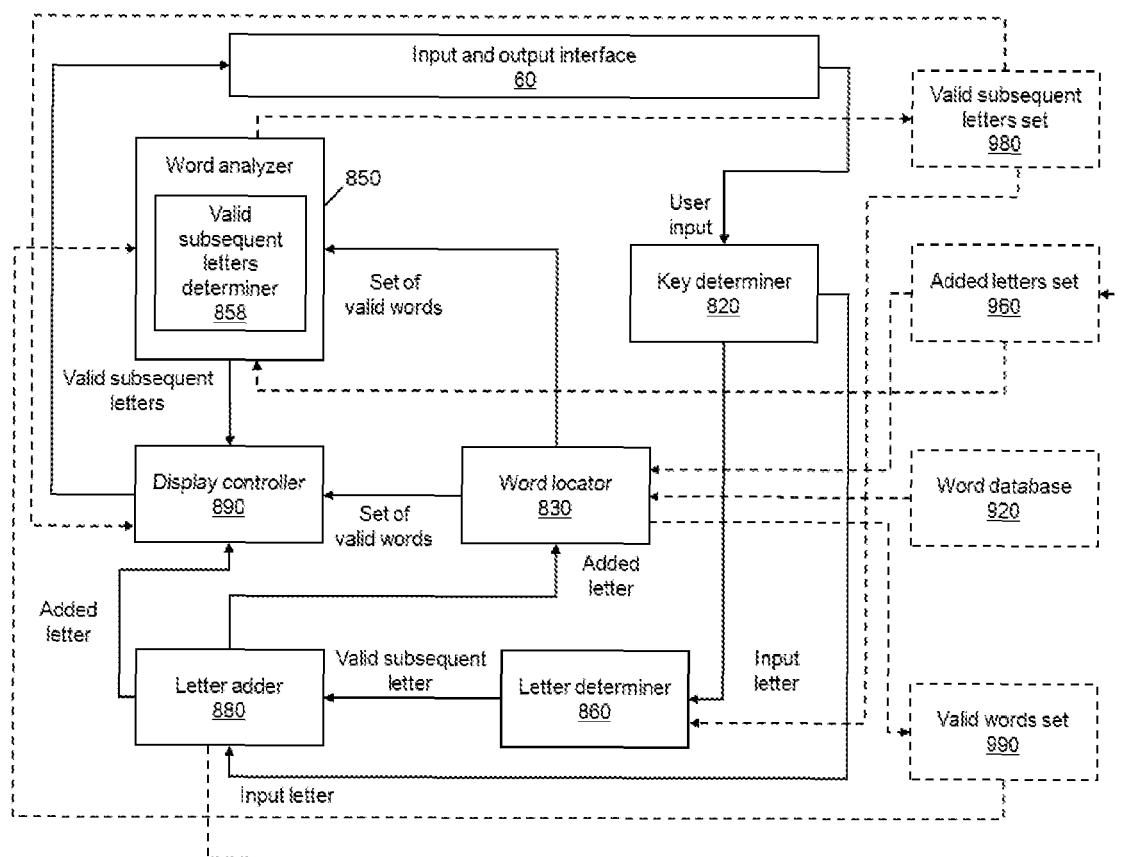 Input and output interface
60
Valid subsequent
letters set
980
Word analyzer
850
Valid
subsequent
letters
determiner
858
User
input
Set of
valid words
Key determiner
820
Added letters set
960
Valid subsequent
letters
Display controller
890
Set of
valid words
Word locator
830
Word database
920
Added
letter
Added
letter
Letter adder
880
Valid subsequent
letter
Letter determiner
860
Input
letter
Valid words set
990
Input letter